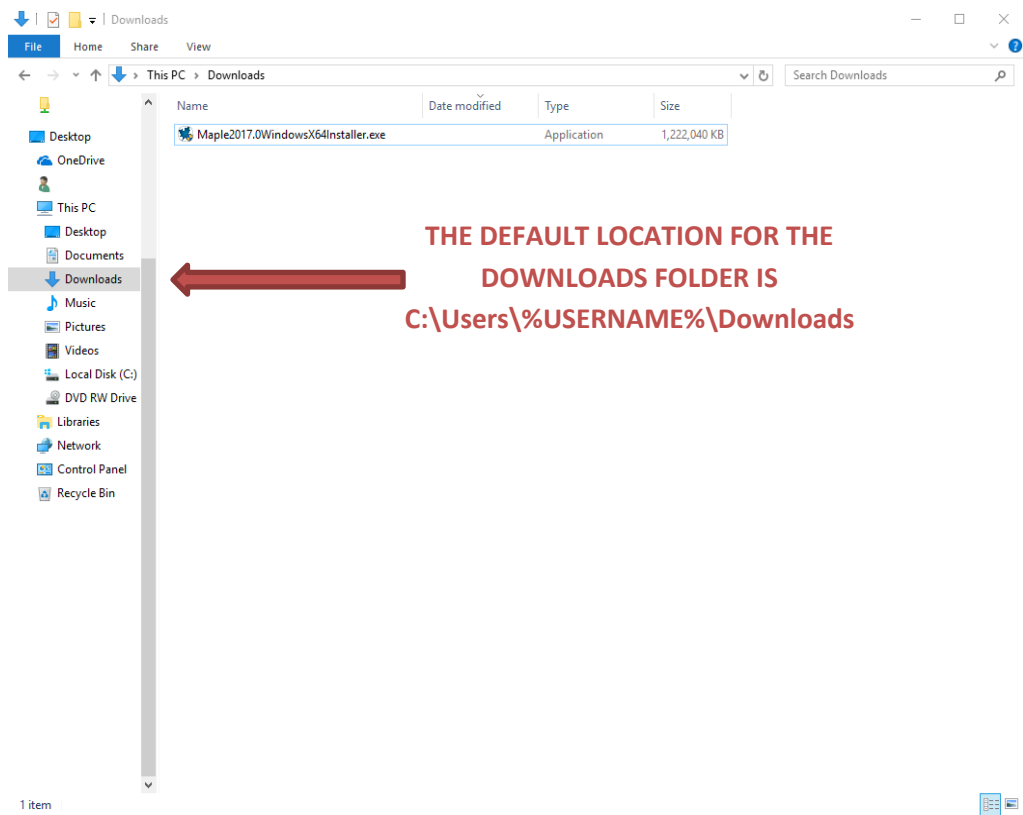 Downloads
File Home Share View
This PC > Downloads
Search Downloads
Name Date modified Type Size
Maple2017.0WindowsX64Installer.exe Application 1,222,040 KB
Desktop
OneDrive
This PC
Desktop
Documents
Downloads
Music
Pictures
Videos
Local Disk (C:)
DVD RW Drive
Libraries
Network
Control Panel
Recycle Bin
THE DEFAULT LOCATION FOR THE
DOWNLOADS FOLDER IS
C:\Users\%USERNAME%\Downloads
1 item